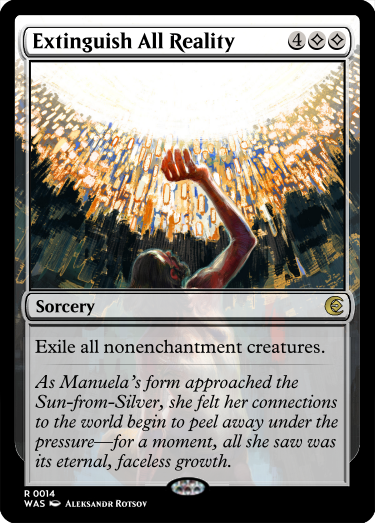 Extinguish All Reality 4
Sorcery
Exile all nonenchantment creatures.
As Manuela's form approached the
Sun-from-Silver, she felt her connections
to the world begin to peel away under the
pressure—for a moment, all she saw was
its eternal, faceless growth.
R 0014
WAS Aleksandr Rotsov